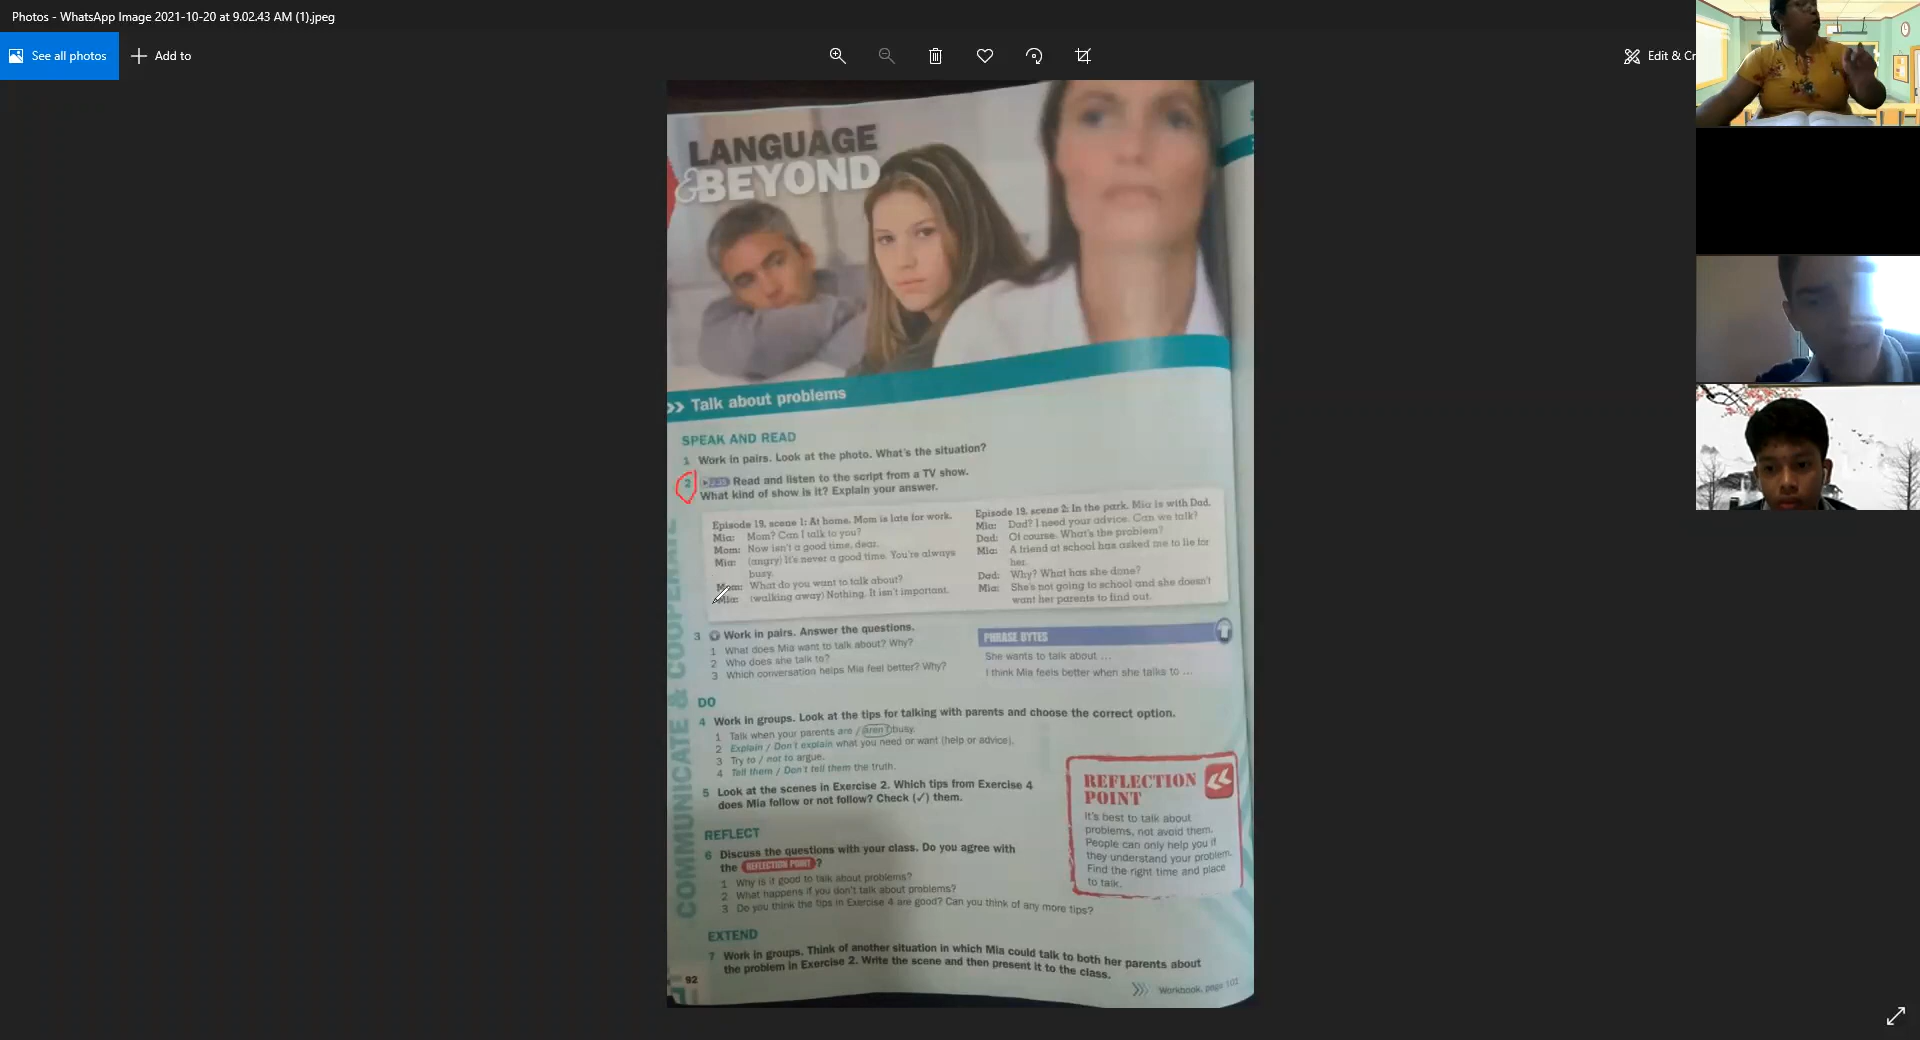 Photos - WhatsApp Image 2021-10-20 at 9.02.43 AM (1).jpeg
See all photos
Add to
Edit & Cr
LANGUAGE
& BEYOND
>> Talk about problems
SPEAK AND READ
1 Work in pairs. Look at the photo. What's the situation?
2 Read and listen to the script from a TV show.
What kind of show is it? Explain your answer.
Episode 19, scene 1: At home. Mom is late for work.
Mia: Mom? Can I talk to you?
Mom: Now isn't a good time, dear.
Mia: (angry) It's never a good time. You're always
busy.
Mom: What do you want to talk about?
Mia: (walking away) Nothing. It isn't important.
Episode 19, scene 2: In the park. Mia is with Dad.
Mia: Dad? I need your advice. Can we talk?
Dad: Of course. What's the problem?
Mia: A friend at school has asked me to lie for
her.
Dad: Why? What has she done?
Mia: She's not going to school and she doesn't
want her parents to find out.
3 Work in pairs. Answer the questions.
1 What does Mia want to talk about? Why?
2 Who does she talk to?
3 Which conversation helps Mia feel better? Why?
PHRASE BYTES
She wants to talk about ...
I think Mia feels better when she talks to ...
DO
4 Work in groups. Look at the tips for talking with parents and choose the correct option.
1 Talk when your parents are / aren't busy.
2 Explain / Don't explain what you need or want (help or advice).
3 Try to / not to argue.
4 Tell them / Don't tell them the truth.
5 Look at the scenes in Exercise 2. Which tips from Exercise 4
does Mia follow or not follow? Check (✓) them.
REFLECTION
POINT
It's best to talk about
problems, not avoid them.
People can only help you if
they understand your problem.
Find the right time and place
to talk.
REFLECT
6 Discuss the questions with your class. Do you agree with
the REFLECTION POINT ?
1 Why is it good to talk about problems?
2 What happens if you don't talk about problems?
3 Do you think the tips in Exercise 4 are good? Can you think of any more tips?
EXTEND
7 Work in groups. Think of another situation in which Mia could talk to both her parents about
the problem in Exercise 2. Write the scene and then present it to the class.
92
Workbook, page 102
COMMUNICATE & COOPERATE